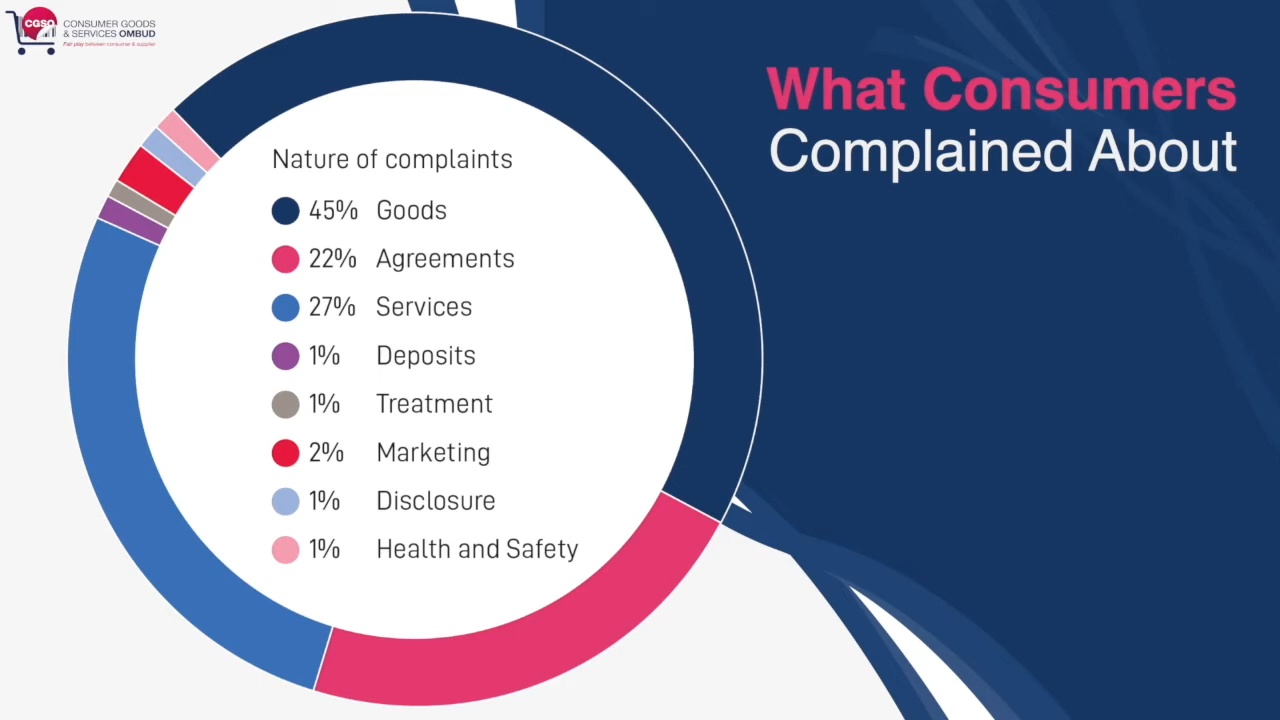 CGSO
CONSUMER GOODS
& SERVICES OMBUD
Fair play between consumer & supplier
What Consumers
Complained About
Nature of complaints
45% Goods
22% Agreements
27% Services
1% Deposits
1% Treatment
2% Marketing
1% Disclosure
1% Health and Safety